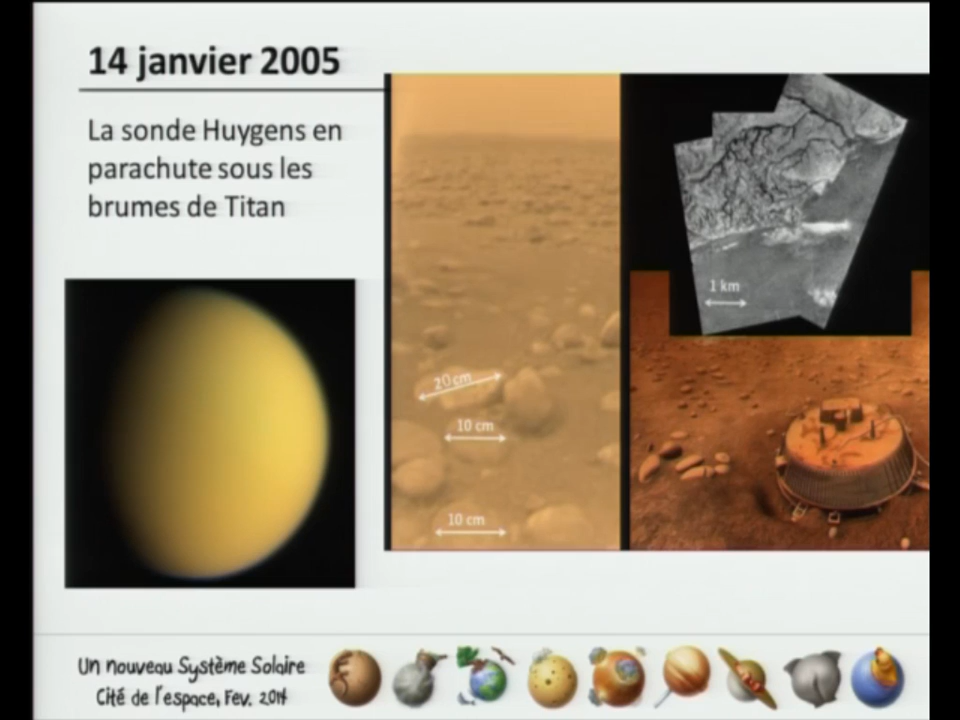 14 janvier 2005
La sonde Huygens en
parachute sous les
brumes de Titan
1 km
20 cm
10 cm
10 cm
Un nouveau Système Solaire
Cité de l'espace, Fev. 2014